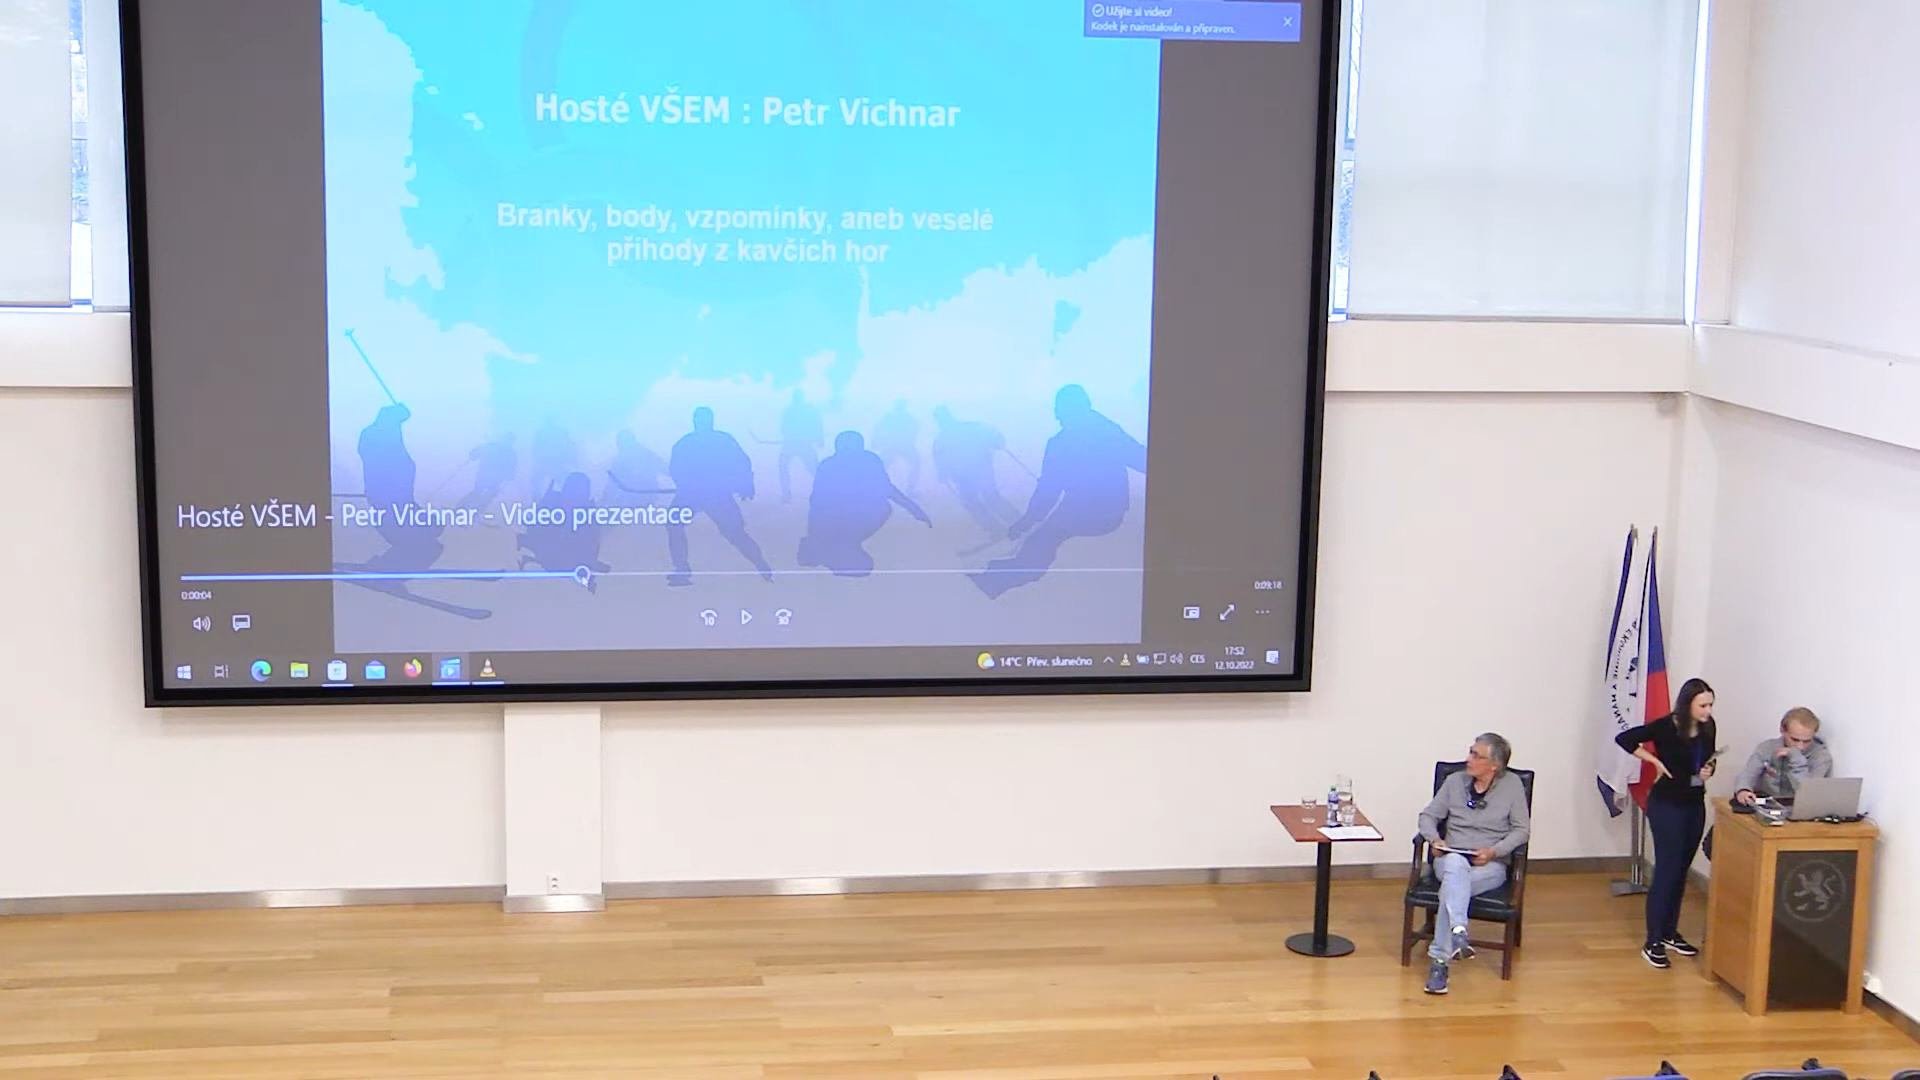 Užijte si video!
Kodek je nainstalován a připraven.
Hosté VŠEM : Petr Vichnar
Branky, body, vzpomínky, aneb veselé
příhody z kavčích hor
Hosté VŠEM - Petr Vichnar - Video prezentace
0:00:04
0:09:18
10
30
14°C Přev. slunečno
CES
17:52
12.10.2022